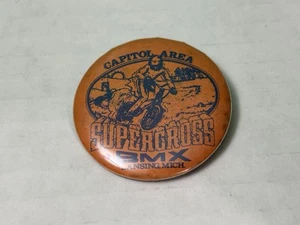 CAPITOL AREA
SUPERCROSS
BMX
LANSING, MICH.